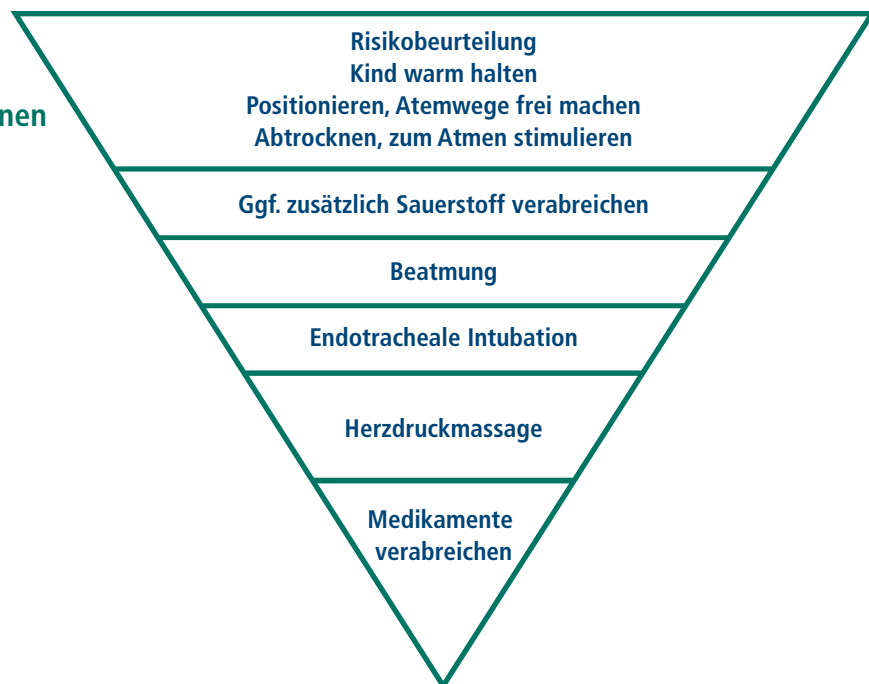 Risikobeurteilung
Kind warm halten
Positionieren, Atemwege frei machen
nen
Abtrocknen, zum Atmen stimulieren
Ggf. zusätzlich Sauerstoff verabreichen
Beatmung
Endotracheale Intubation
Herzdruckmassage
Medikamente
verabreichen